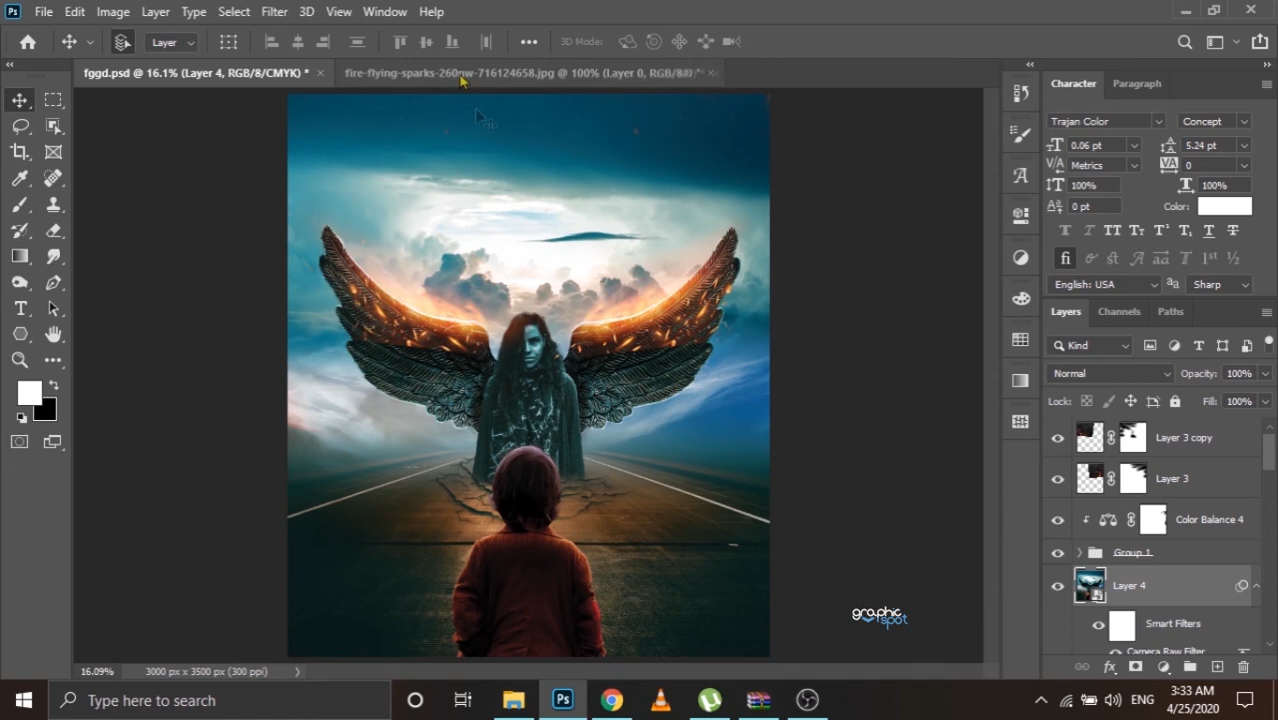 Ps File Edit Image Layer Type Select Filter 3D View Window Help
Layer 3D Mode:
fggd.psd @ 16.1% (Layer 4, RGB/8/CMYK) * fire-flying-sparks-260nw-716124658.jpg @ 100% (Layer 0, RGB/8#)
Character Paragraph
Trajan Color Concept
0.06 pt 5.24 pt
Metrics 0
100% 100%
0 pt Color:
English: USA Sharp
Layers Channels Paths
Kind
Normal Opacity: 100%
Lock: Fill: 100%
Layer 3 copy
Layer 3
Color Balance 4
Group 1
Layer 4
Smart Filters
Camera Raw Filter
graphic
spot
16.09% 3000 px x 3500 px (300 ppi)
Type here to search
Ps
ENG
3:33 AM
4/25/2020